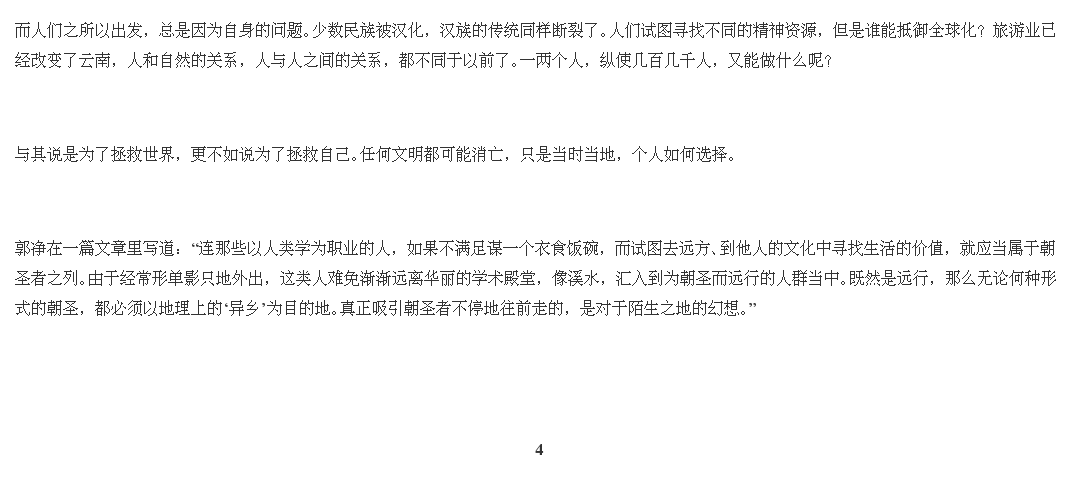 而人们之所以出发，总是因为自身的问题。少数民族被汉化，汉族的传统同样断裂了。人们试图寻找不同的精神资源，但是谁能抵御全球化？旅游业已
经改变了云南，人和自然的关系，人与人之间的关系，都不同于以前了。一两个人，纵使几百几千人，又能做什么呢？
与其说是为了拯救世界，更不如说为了拯救自己。任何文明都可能消亡，只是当时当地，个人如何选择。
郭净在一篇文章里写道：“连那些以人类学为职业的人，如果不满足谋一个衣食饭碗，而试图去远方、到他人的文化中寻找生活的价值，就应当属于朝
圣者之列。由于经常形单影只地外出，这类人难免渐渐远离华丽的学术殿堂，像溪水，汇入到为朝圣而远行的人群当中。既然是远行，那么无论何种形
式的朝圣，都必须以地理上的‘异乡’为目的地。真正吸引朝圣者不停地往前走的，是对于陌生之地的幻想。”
4